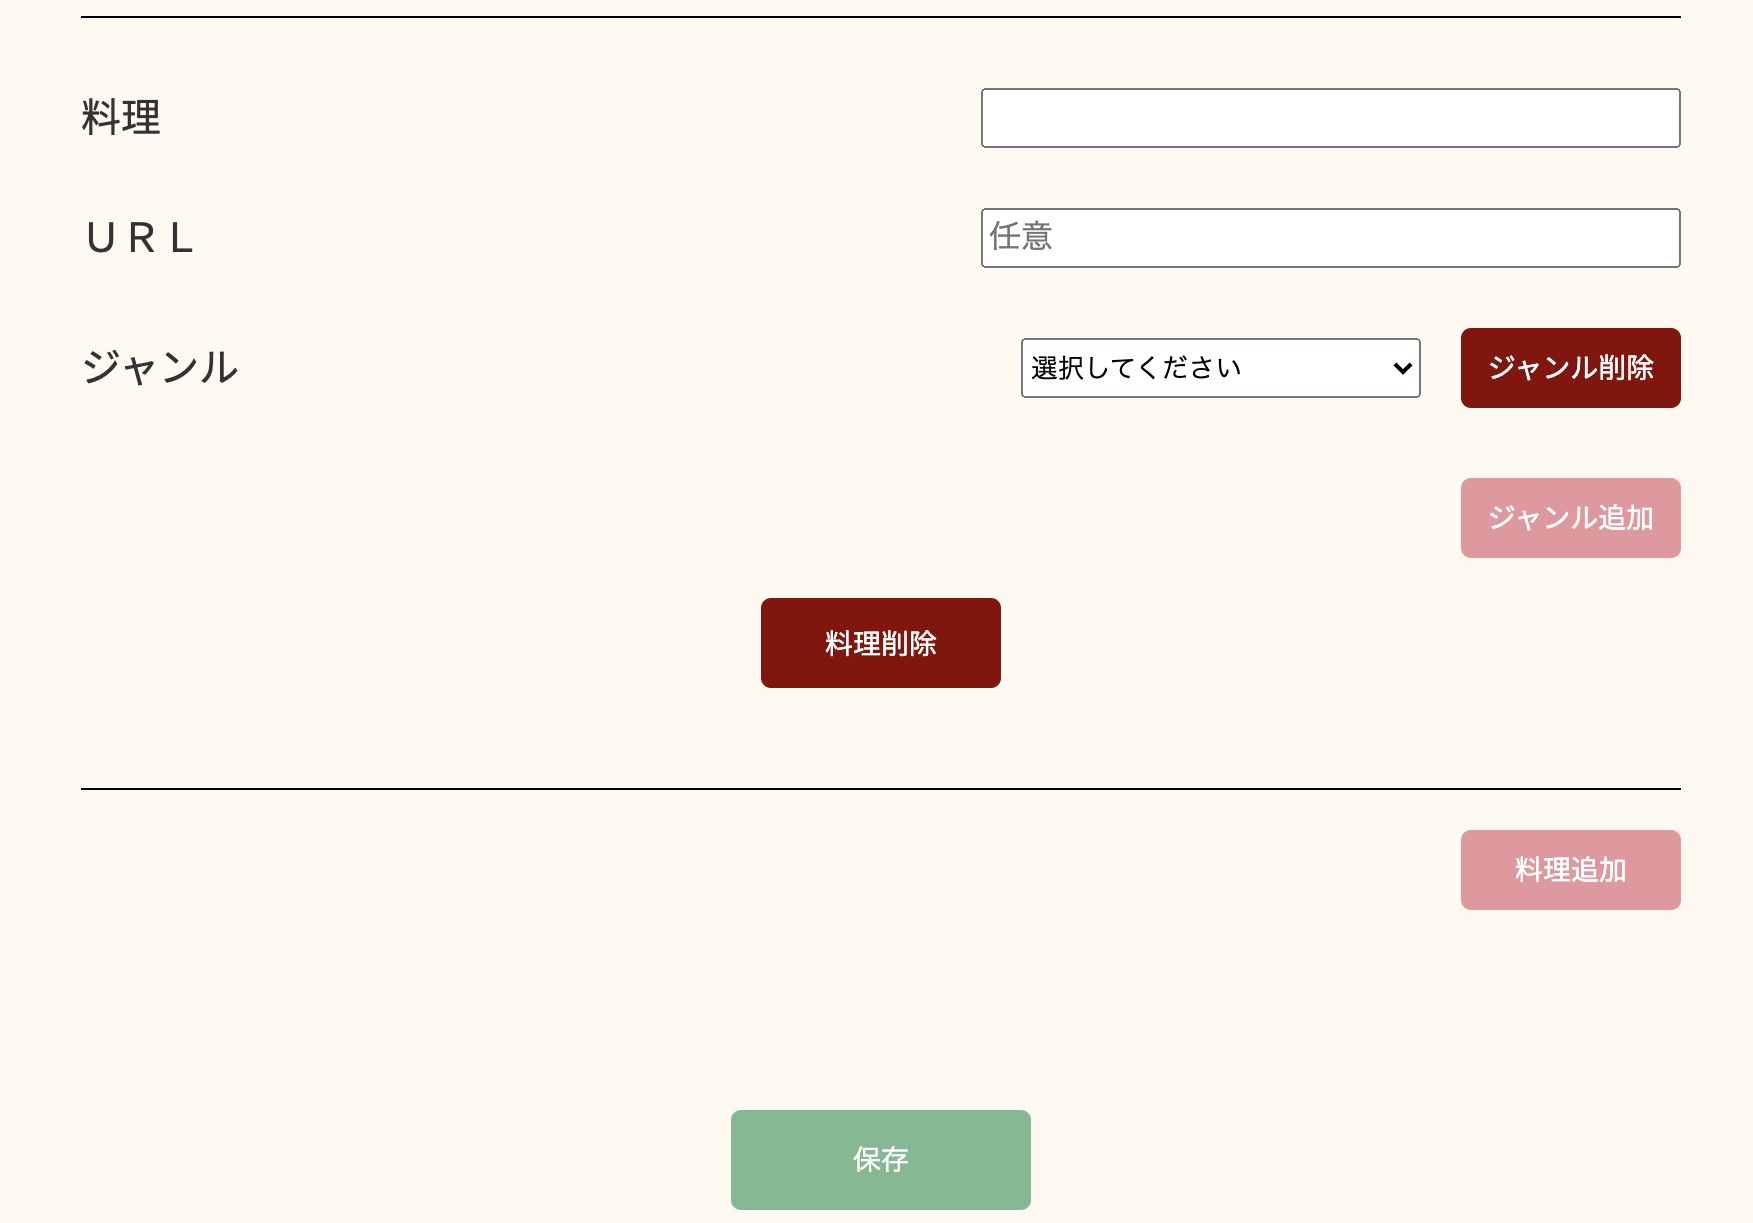 料理
ＵＲＬ
任意
ジャンル
選択してください
ジャンル削除
ジャンル追加
料理削除
料理追加
保存